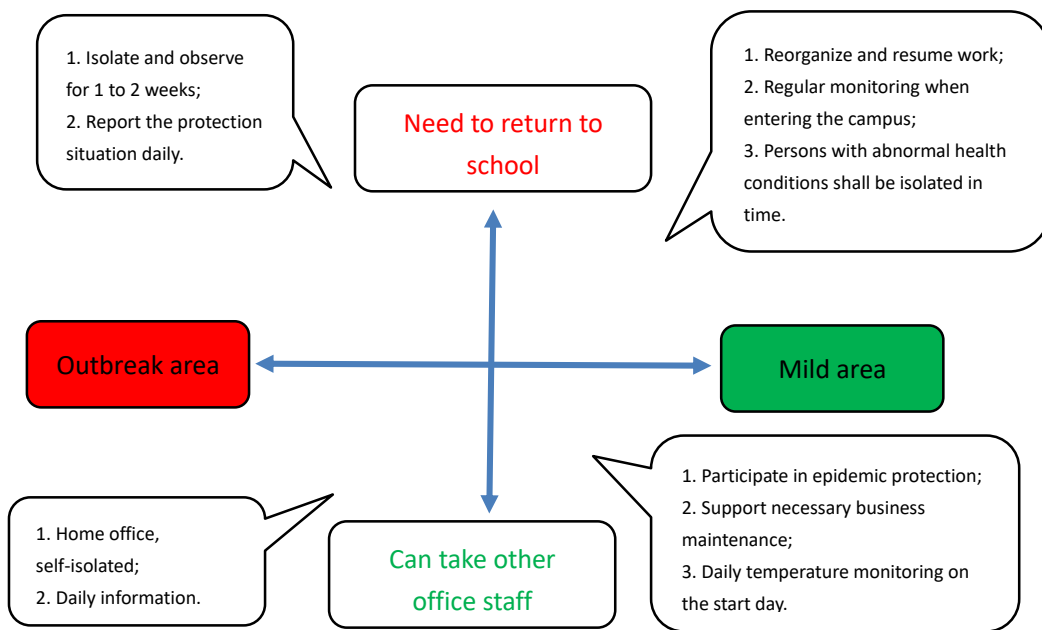 1. Isolate and observe
for 1 to 2 weeks;
2. Report the protection
situation daily.
Need to return to
school
1. Reorganize and resume work;
2. Regular monitoring when
entering the campus;
3. Persons with abnormal health
conditions shall be isolated in
time.
Outbreak area
Mild area
1. Home office,
self-isolated;
2. Daily information.
Can take other
office staff
1. Participate in epidemic protection;
2. Support necessary business
maintenance;
3. Daily temperature monitoring on
the start day.